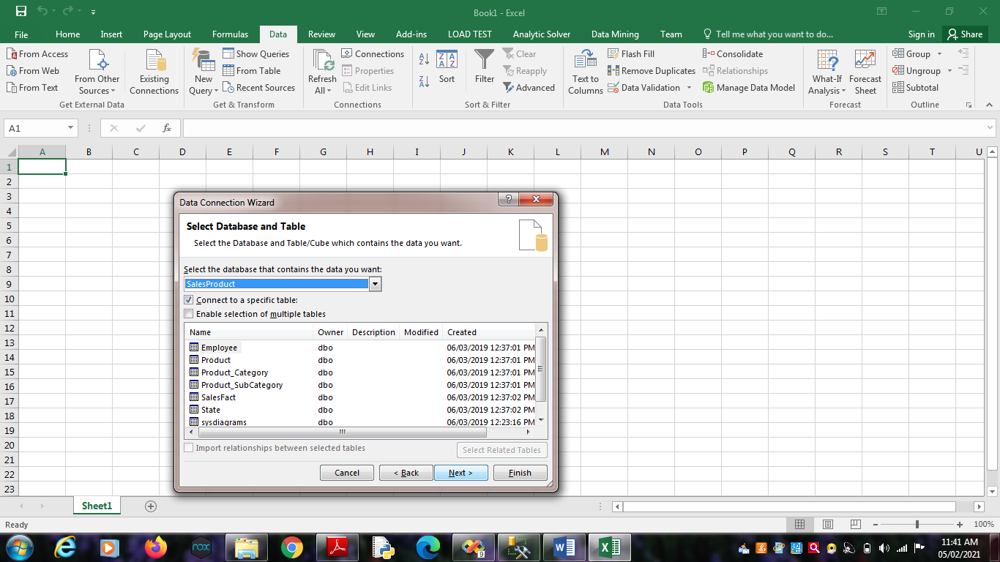 Book1 - Excel
File Home Insert Page Layout Formulas Data Review View Add-ins LOAD TEST Analytic Solver Data Mining Team Tell me what you want to do... Sign in Share
From Access
From Web
From Text
From Other
Sources
Existing
Connections
Get External Data
New
Query
Show Queries
From Table
Recent Sources
Get & Transform
Refresh
All
Connections
Properties
Edit Links
Connections
Sort
Filter
Clear
Reapply
Advanced
Sort & Filter
Text to
Columns
Flash Fill
Remove Duplicates
Data Validation
Consolidate
Relationships
Manage Data Model
Data Tools
What-If
Analysis
Forecast
Sheet
Forecast
Group
Ungroup
Subtotal
Outline
A1
fx
A B C D E F G H I J K L M N O P Q R S T U
1
2
3
4
5
6
7
8
9
10
11
12
13
14
15
16
17
18
19
20
21
22
23
Data Connection Wizard
Select Database and Table
Select the Database and Table/Cube which contains the data you want.
Select the database that contains the data you want:
SalesProduct
Connect to a specific table:
Enable selection of multiple tables
Name Owner Description Modified Created
Employee dbo 06/03/2019 12:37:01 PM
Product dbo 06/03/2019 12:37:01 PM
Product_Category dbo 06/03/2019 12:37:01 PM
Product_SubCategory dbo 06/03/2019 12:37:01 PM
SalesFact dbo 06/03/2019 12:37:02 PM
State dbo 06/03/2019 12:37:02 PM
sysdiagrams dbo 06/03/2019 12:23:16 PM
Import relationships between selected tables
Select Related Tables
Cancel < Back Next > Finish
Sheet1
Ready
100%
nox
11:41 AM
05/02/2021